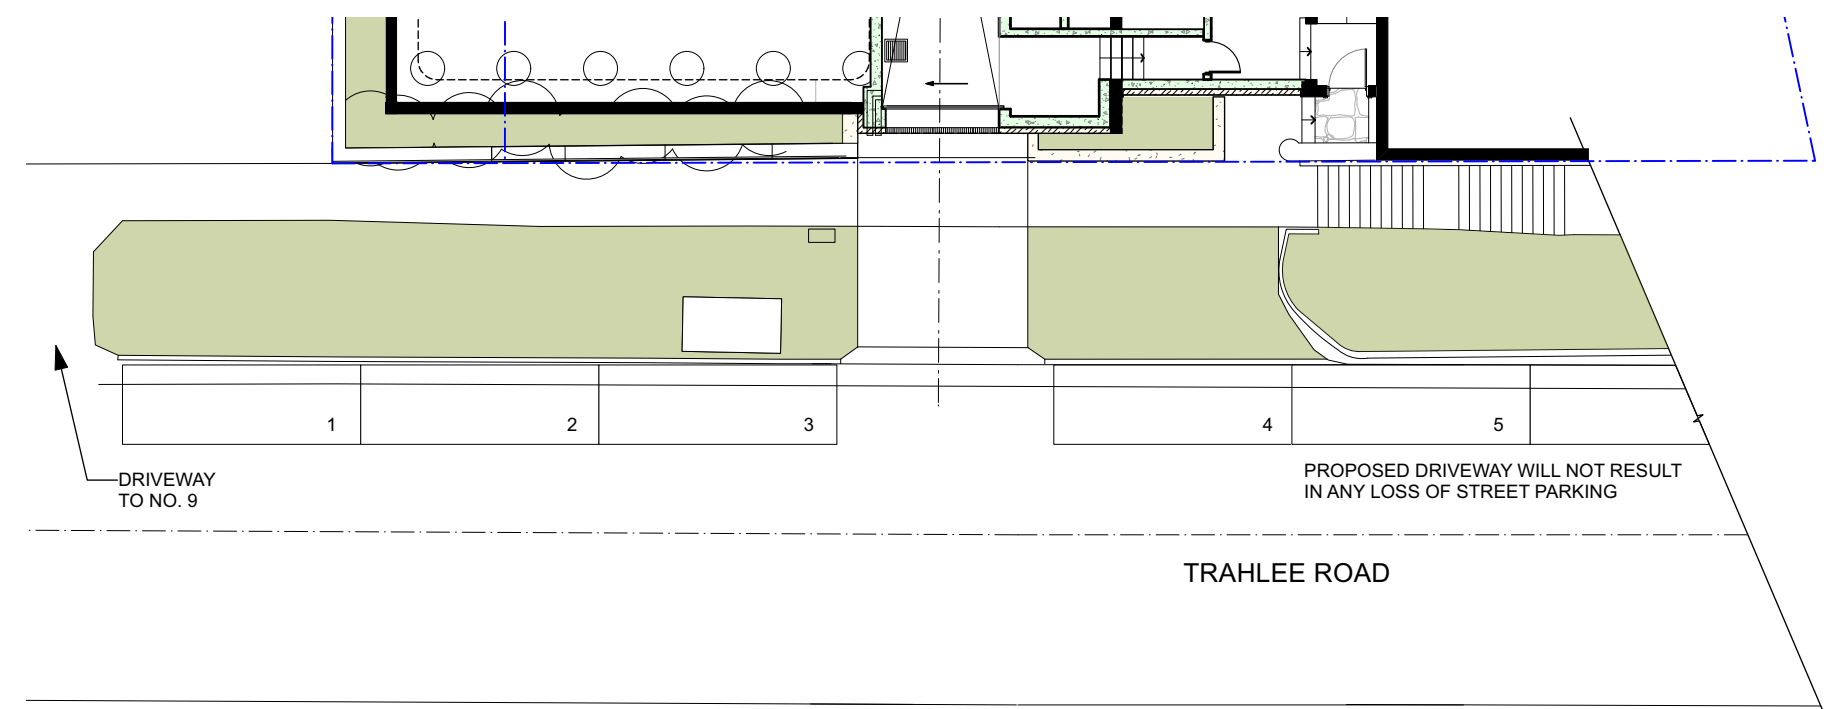 1
2
3
4
5
DRIVEWAY
TO NO. 9
PROPOSED DRIVEWAY WILL NOT RESULT
IN ANY LOSS OF STREET PARKING
TRAHLEE ROAD